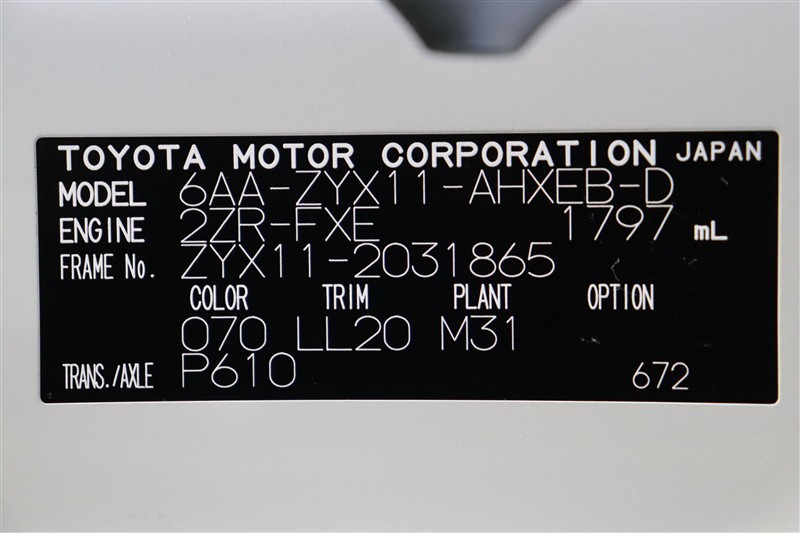 TOYOTA MOTOR CORPORATION JAPAN
MODEL 6AA-ZYX11-AHXEB-D
ENGINE 2ZR-FXE 1797 mL
FRAME No. ZYX11-2031865
COLOR TRIM PLANT OPTION
070 LL20 M31
TRANS./AXLE P610 672